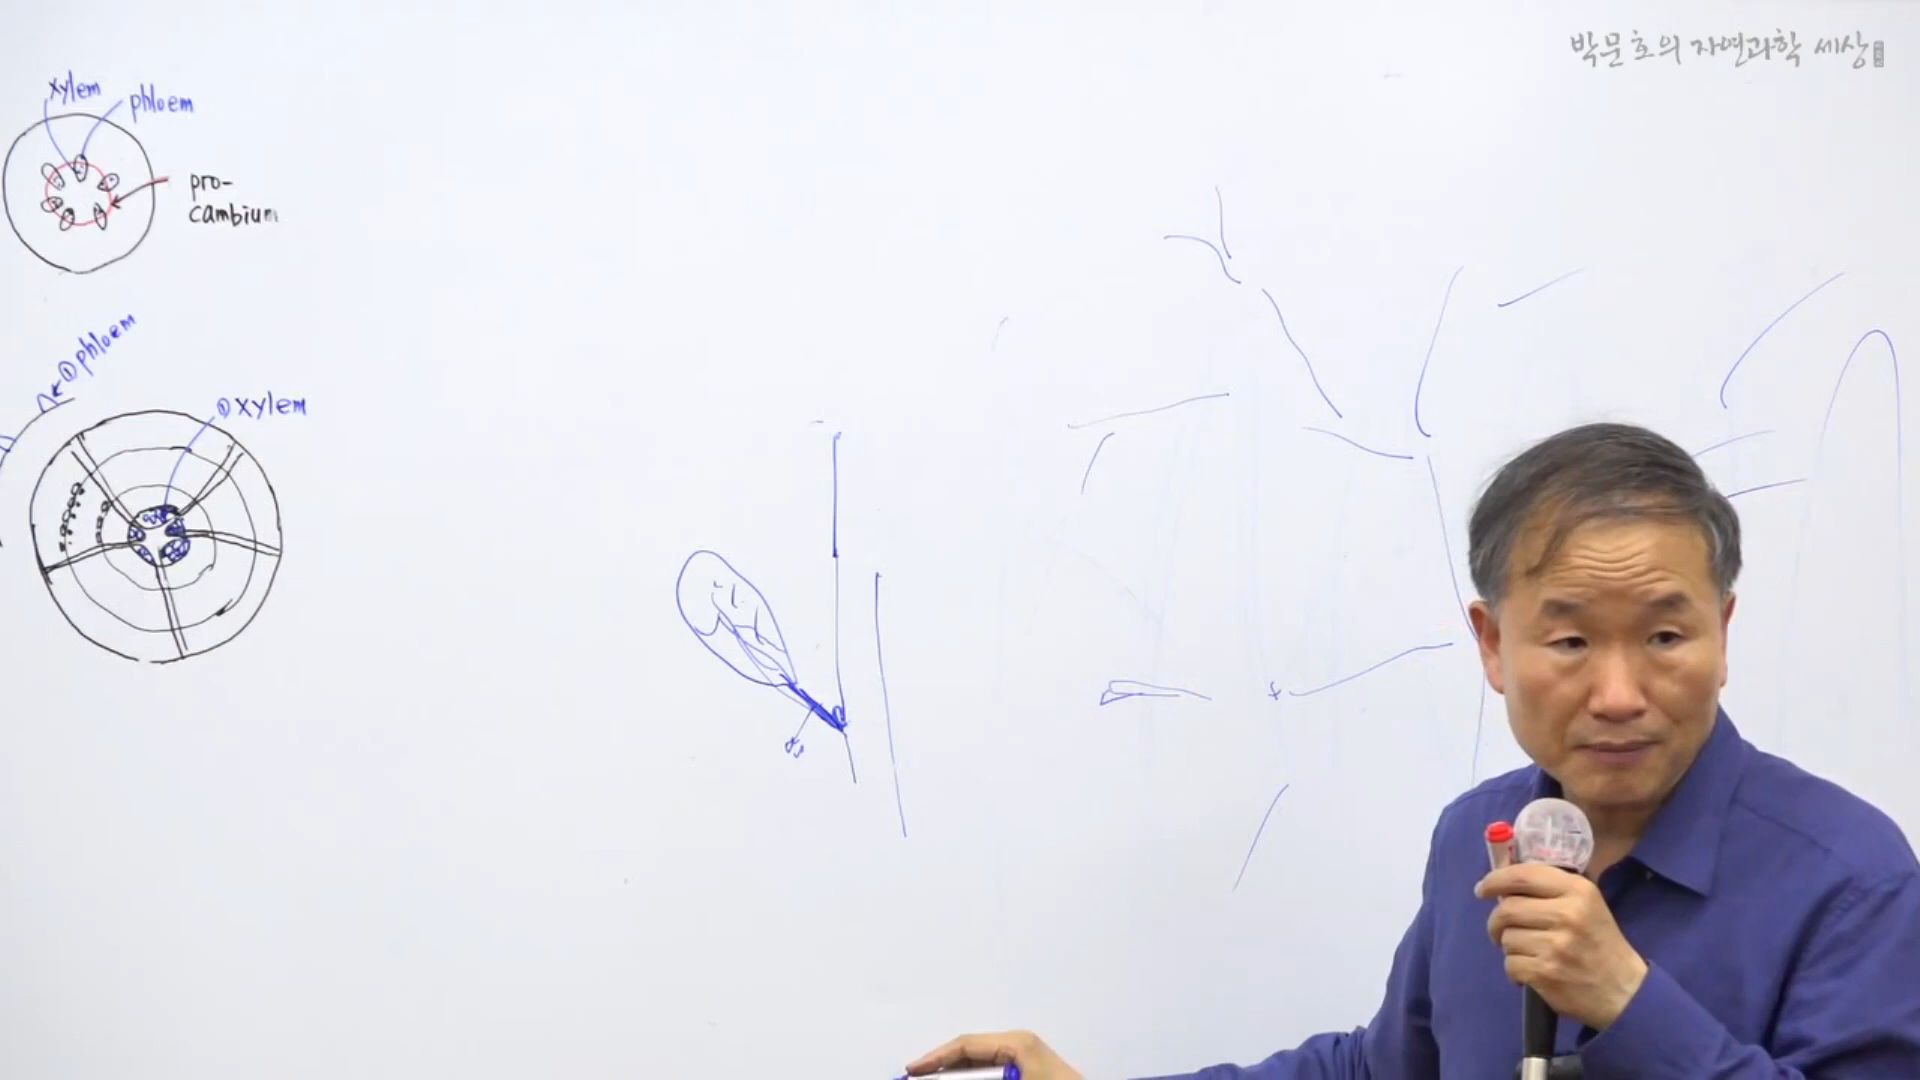 박문호의 자연과학 세상
xylem
phloem
pro-
cambium
①phloem
①xylem